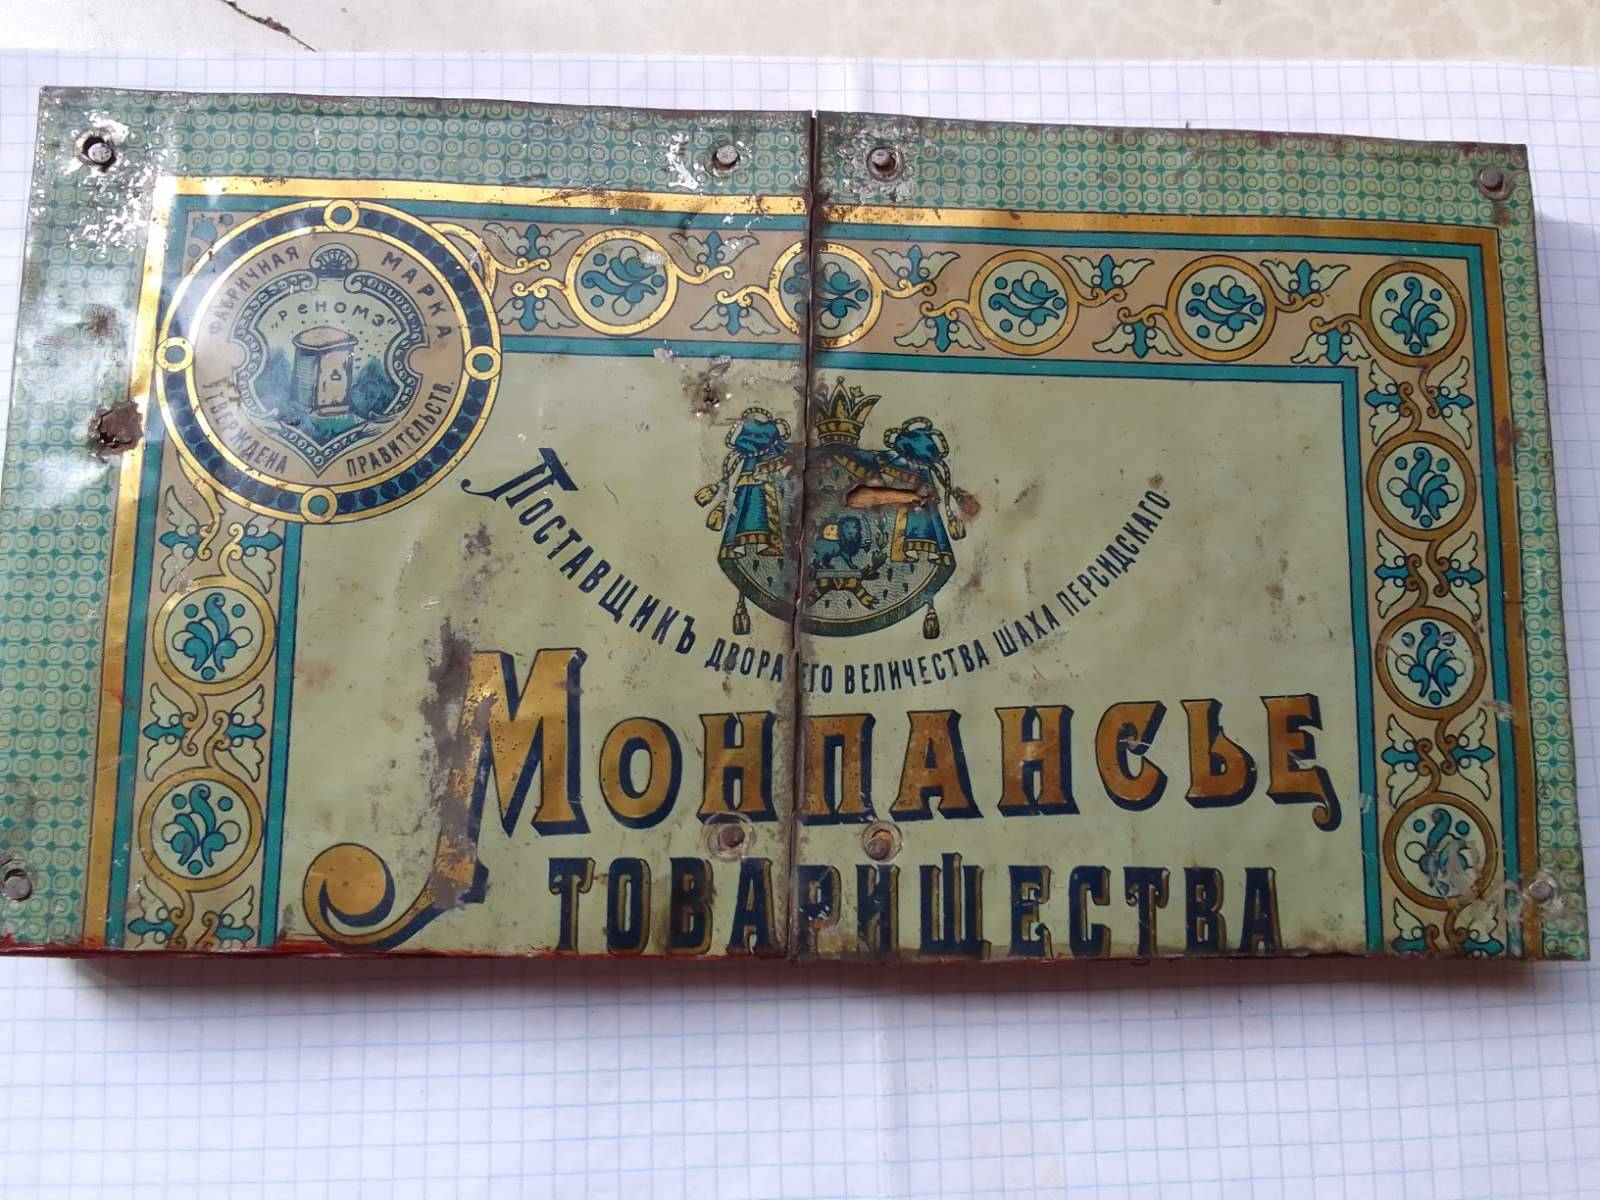 ФАБРИЧНАЯ МАРКА
„РЕНОМЭ“
УТВЕРЖДЕНА ПРАВИТЕЛЬСТВ.
ПОСТАВЩИКЪ ДВОРА ЕГО ВЕЛИЧЕСТВА ШАХА ПЕРСИДСКАГО
МОНПАНСЬЕ
ТОВАРИЩЕСТВА